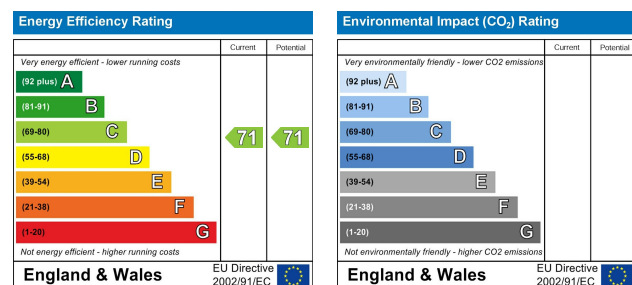 Energy Efficiency Rating
Current Potential
Very energy efficient - lower running costs
(92 plus) A
(81-91) B
(69-80) C 71 71
(55-68) D
(39-54) E
(21-38) F
(1-20) G
Not energy efficient - higher running costs
England & Wales
EU Directive
2002/91/EC
Environmental Impact (CO₂) Rating
Current Potential
Very environmentally friendly - lower CO2 emissions
(92 plus) A
(81-91) B
(69-80) C
(55-68) D
(39-54) E
(21-38) F
(1-20) G
Not environmentally friendly - higher CO2 emissions
England & Wales
EU Directive
2002/91/EC